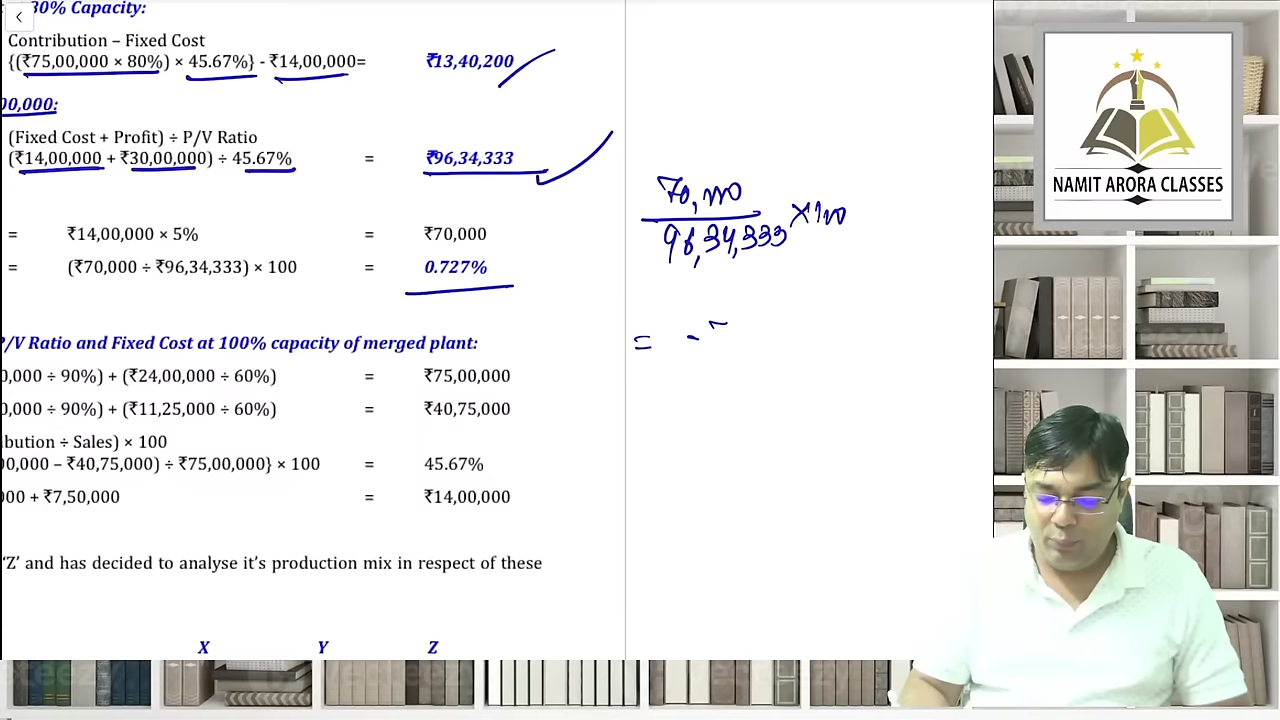 80% Capacity:
Contribution – Fixed Cost
{(₹75,00,000 × 80%) × 45.67%} - ₹14,00,000= ₹13,40,200
00,000:
(Fixed Cost + Profit) ÷ P/V Ratio
(₹14,00,000 + ₹30,00,000) ÷ 45.67% = ₹96,34,333
= ₹14,00,000 × 5% = ₹70,000
= (₹70,000 ÷ ₹96,34,333) × 100 = 0.727%
P/V Ratio and Fixed Cost at 100% capacity of merged plant:
0,000 ÷ 90%) + (₹24,00,000 ÷ 60%) = ₹75,00,000
0,000 ÷ 90%) + (₹11,25,000 ÷ 60%) = ₹40,75,000
ibution ÷ Sales) × 100
00,000 – ₹40,75,000) ÷ ₹75,00,000} × 100 = 45.67%
000 + ₹7,50,000 = ₹14,00,000
'Z' and has decided to analyse it's production mix in respect of these
X Y Z
70,000
96,34,333 ×100
=
NAMIT ARORA CLASSES